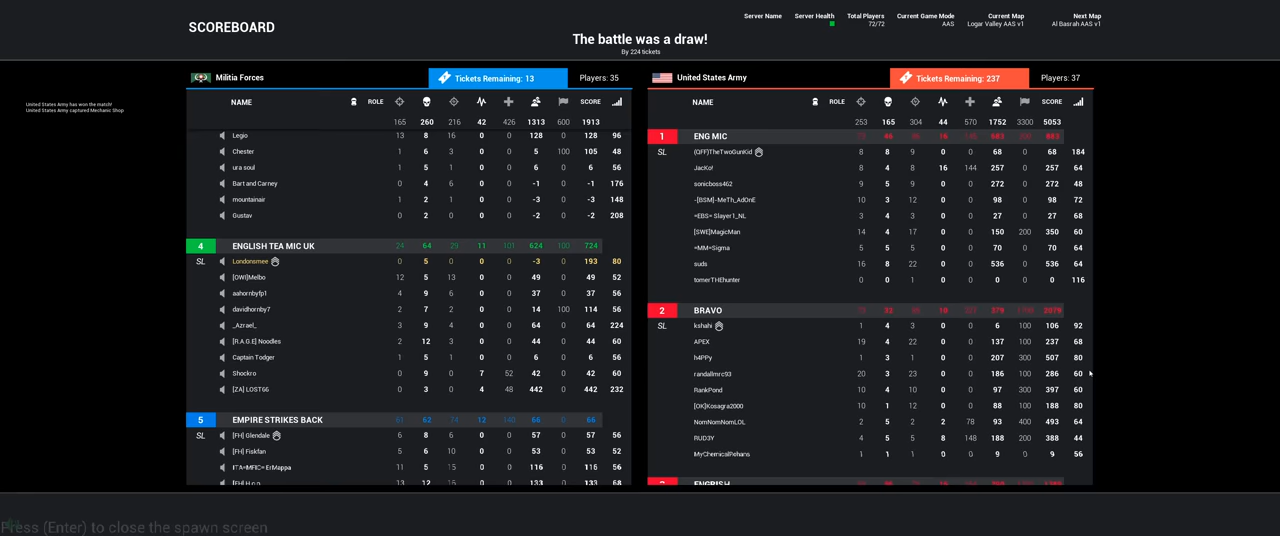 SCOREBOARD
Server Name Server Health Total Players Current Game Mode Current Map Next Map
72/72 AAS Logar Valley AAS v1 Al Basrah AAS v1
The battle was a draw!
By 224 tickets
Militia Forces Tickets Remaining: 13 Players: 35
United States Army has won the match!
United States Army captured Mechanic Shop
NAME ROLE SCORE
165 260 216 42 426 1313 600 1913
Legio 13 8 16 0 0 128 0 128 96
Chester 1 6 3 0 0 5 100 105 48
ura soul 1 5 1 0 0 6 0 6 56
Bart and Carney 0 4 6 0 0 -1 0 -1 176
mountainair 1 2 1 0 0 -3 0 -3 148
Gustav 0 2 0 0 0 -2 0 -2 208
4 ENGLISH TEA MIC UK 24 64 29 11 101 624 100 724
SL Londonsmee 0 5 0 0 0 -3 0 193 80
[OWI]Melbo 12 5 13 0 0 49 0 49 52
aahornbyfp1 4 9 6 0 0 37 0 37 56
davidhornby7 2 7 2 0 0 14 100 114 56
_Azrael_ 3 9 4 0 0 64 0 64 224
[R.A.G.E] Noodles 2 12 3 0 0 44 0 44 60
Captain Todger 1 5 1 0 0 6 0 6 56
Shockro 0 9 0 7 52 42 0 42 60
[ZA] LOST66 0 3 0 4 48 442 0 442 232
5 EMPIRE STRIKES BACK 61 62 74 12 148 66 0 66
SL [FH] Glendale 6 8 6 0 0 57 0 57 56
[FH] Fiskfan 5 6 10 0 0 53 0 53 52
ITA=MFIC= ErMappa 11 5 15 0 0 116 0 116 56
13 12 15 0 0 133 0 133 68
United States Army Tickets Remaining: 237 Players: 37
NAME ROLE SCORE
253 165 304 44 570 1752 3300 5053
1 ENG MIC
SL (QFF)TheTwoGunKid 8 8 9 0 0 68 0 68 184
JacKo! 8 4 8 16 144 257 0 257 64
sonicboss462 9 5 9 0 0 272 0 272 48
-[BSM]-MeTh_AdOnE 10 3 12 0 0 98 0 98 72
=EBS= Slayer1_NL 3 4 3 0 0 27 0 27 68
[SWE]MagicMan 14 4 17 0 0 150 200 350 60
=MM=Sigma 5 5 5 0 0 70 0 70 64
suds 16 8 22 0 0 536 0 536 64
tomerTHEhunter 0 0 1 0 0 0 0 0 116
2 BRAVO
SL kshahi 1 4 3 0 0 6 100 106 92
APEX 19 4 22 0 0 137 100 237 68
h4PPy 1 3 1 0 0 207 300 507 80
randallmrc93 20 3 23 0 0 186 100 286 60
RankPond 10 4 10 0 0 97 300 397 60
[OK]Kosagra2000 10 1 12 0 0 88 100 188 80
NomNomNomLOL 2 5 2 2 78 93 400 493 64
RUD3Y 4 5 5 8 148 188 200 388 44
MyChemicalRehans 1 1 1 0 0 9 0 9 56
ENGRISH
Press (Enter) to close the spawn screen